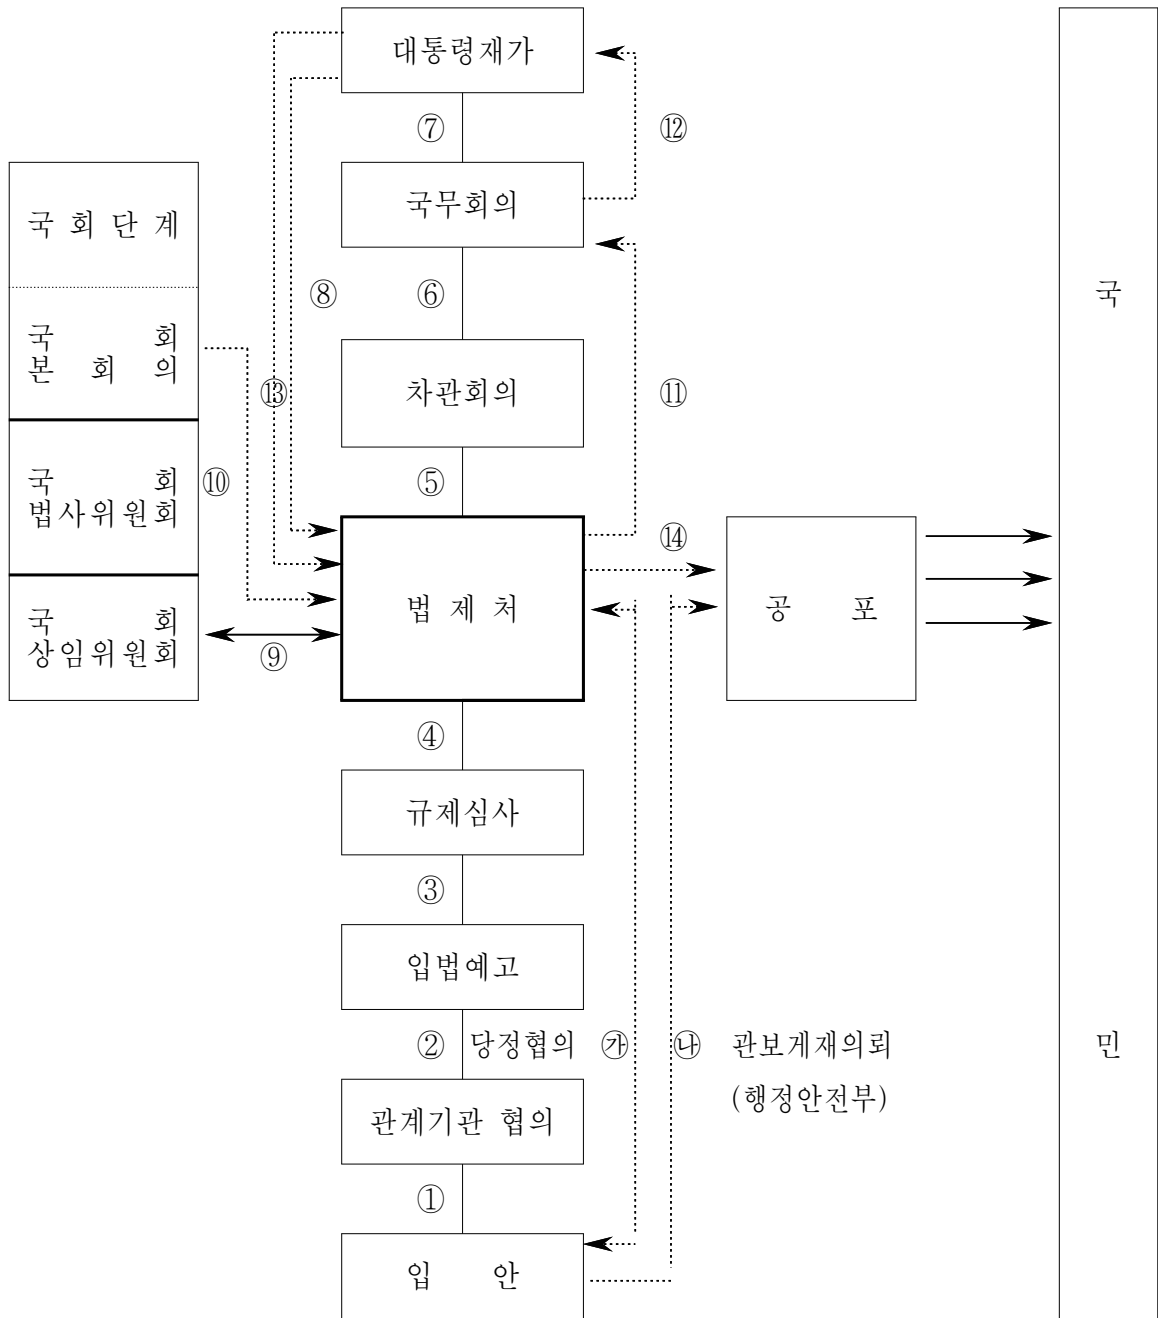 대통령재가
⑦
⑫
국무회의
국 회 단 계
⑧
⑥
국
국 회
본 회 의
차관회의
⑬
⑪
국 회
법사위원회
⑩
⑤
⑭
법 제 처
공 포
국 회
상임위원회
⑨
④
규제심사
③
입법예고
② 당정협의 ㉮
㉯ 관보게재의뢰
(행정안전부)
민
관계기관 협의
①
입 안